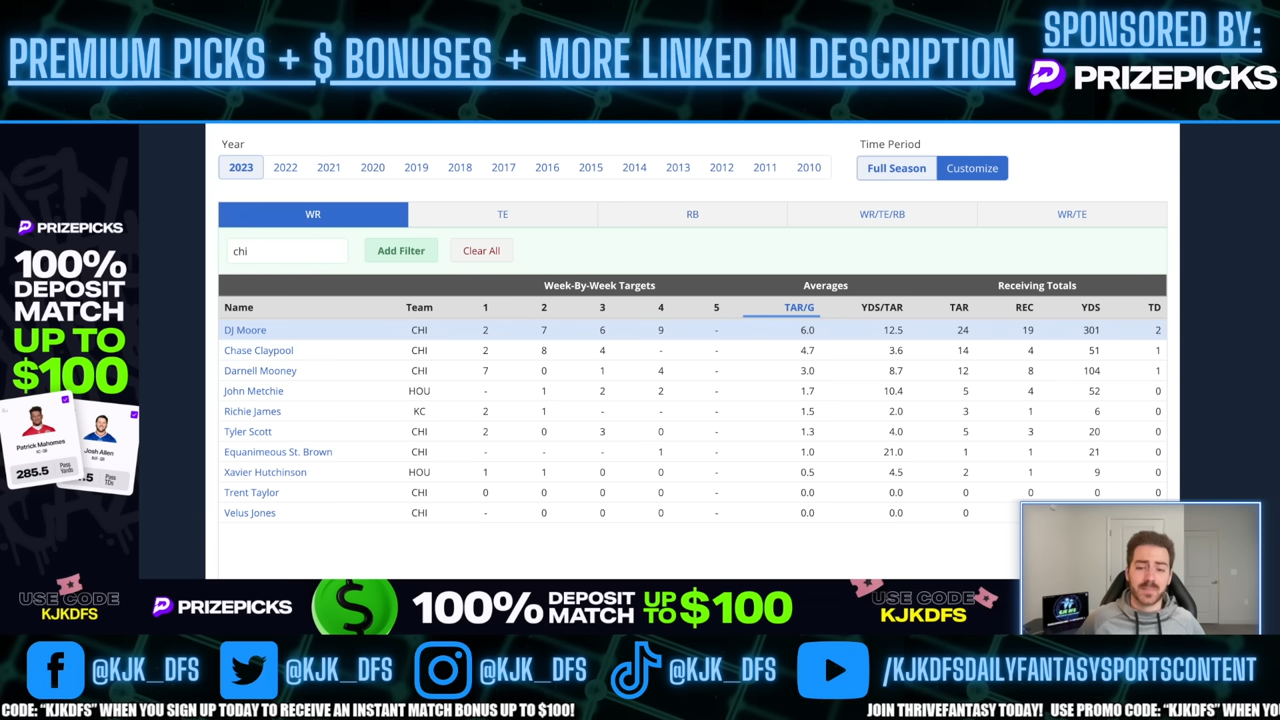 PREMIUM PICKS + $ BONUSES + MORE LINKED IN DESCRIPTION
SPONSORED BY:
PRIZEPICKS
PRIZEPICKS
100%
DEPOSIT
MATCH
UP TO
$100
Patrick Mahomes
285.5 Pass Yards
Josh Allen
.5 Pass TDs
USE CODE
KJKDFS
Year
2023 2022 2021 2020 2019 2018 2017 2016 2015 2014 2013 2012 2011 2010
Time Period
Full Season Customize
WR TE RB WR/TE/RB WR/TE
chi Add Filter Clear All
Week-By-Week Targets Averages Receiving Totals
Name Team 1 2 3 4 5 TAR/G YDS/TAR TAR REC YDS TD
DJ Moore CHI 2 7 6 9 - 6.0 12.5 24 19 301 2
Chase Claypool CHI 2 8 4 - - 4.7 3.6 14 4 51 1
Darnell Mooney CHI 7 0 1 4 - 3.0 8.7 12 8 104 1
John Metchie HOU - 1 2 2 - 1.7 10.4 5 4 52 0
Richie James KC 2 1 - - - 1.5 2.0 3 1 6 0
Tyler Scott CHI 2 0 3 0 - 1.3 4.0 5 3 20 0
Equanimeous St. Brown CHI - - - 1 - 1.0 21.0 1 1 21 0
Xavier Hutchinson HOU 1 1 0 0 - 0.5 4.5 2 1 9 0
Trent Taylor CHI 0 0 0 0 - 0.0 0.0 0 0 0 0
Velus Jones CHI - 0 0 0 - 0.0 0.0 0
PRIZEPICKS 100% DEPOSIT MATCH UP TO $100
USE CODE
KJKDFS
@KJK_DFS @KJK_DFS @KJK_DFS @KJK_DFS /KJKDFSDAILYFANTASYSPORTSCONTENT
CODE: "KJKDFS" WHEN YOU SIGN UP TODAY TO RECEIVE AN INSTANT MATCH BONUS UP TO $100! JOIN THRIVEFANTASY TODAY! USE PROMO CODE: "KJKDFS" WHEN YO